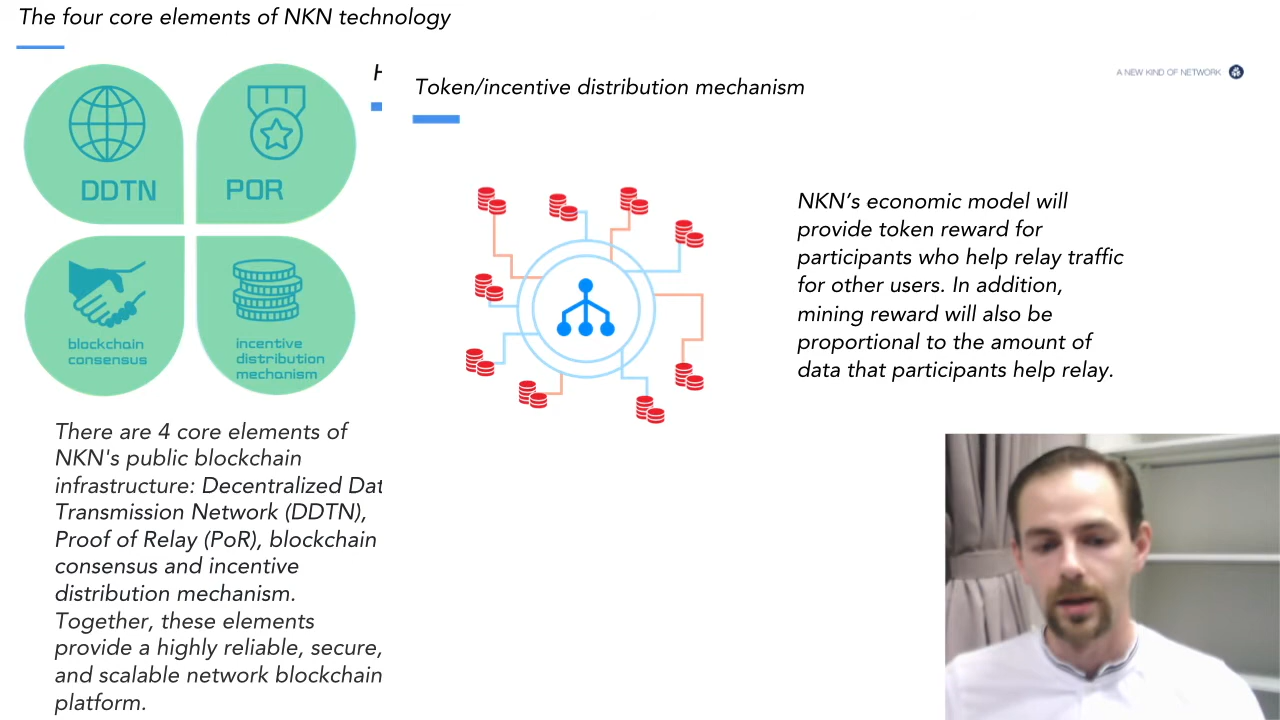 The four core elements of NKN technology
A NEW KIND OF NETWORK
Token/incentive distribution mechanism
DDTN
POR
blockchain
consensus
incentive
distribution
mechanism
NKN’s economic model will
provide token reward for
participants who help relay traffic
for other users. In addition,
mining reward will also be
proportional to the amount of
data that participants help relay.
There are 4 core elements of
NKN's public blockchain
infrastructure: Decentralized Dat
Transmission Network (DDTN),
Proof of Relay (PoR), blockchain
consensus and incentive
distribution mechanism.
Together, these elements
provide a highly reliable, secure,
and scalable network blockchain
platform.